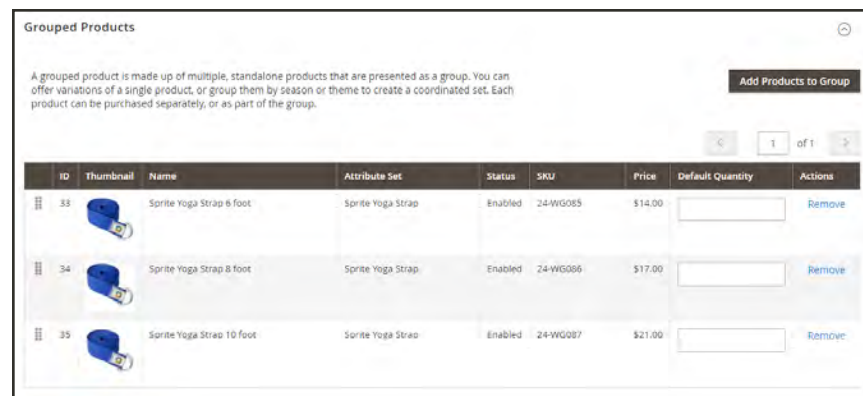 Grouped Products
A grouped product is made up of multiple, standalone products that are presented as a group. You can
offer variations of a single product, or group them by season or theme to create a coordinated set. Each
product can be purchased separately, or as part of the group.
Add Products to Group
1 of 1
ID Thumbnail Name Attribute Set Status SKU Price Default Quantity Actions
33 Sprite Yoga Strap 6 foot Sprite Yoga Strap Enabled 24-WG085 $14.00 Remove
34 Sprite Yoga Strap 8 foot Sprite Yoga Strap Enabled 24-WG086 $17.00 Remove
35 Sprite Yoga Strap 10 foot Sprite Yoga Strap Enabled 24-WG087 $21.00 Remove